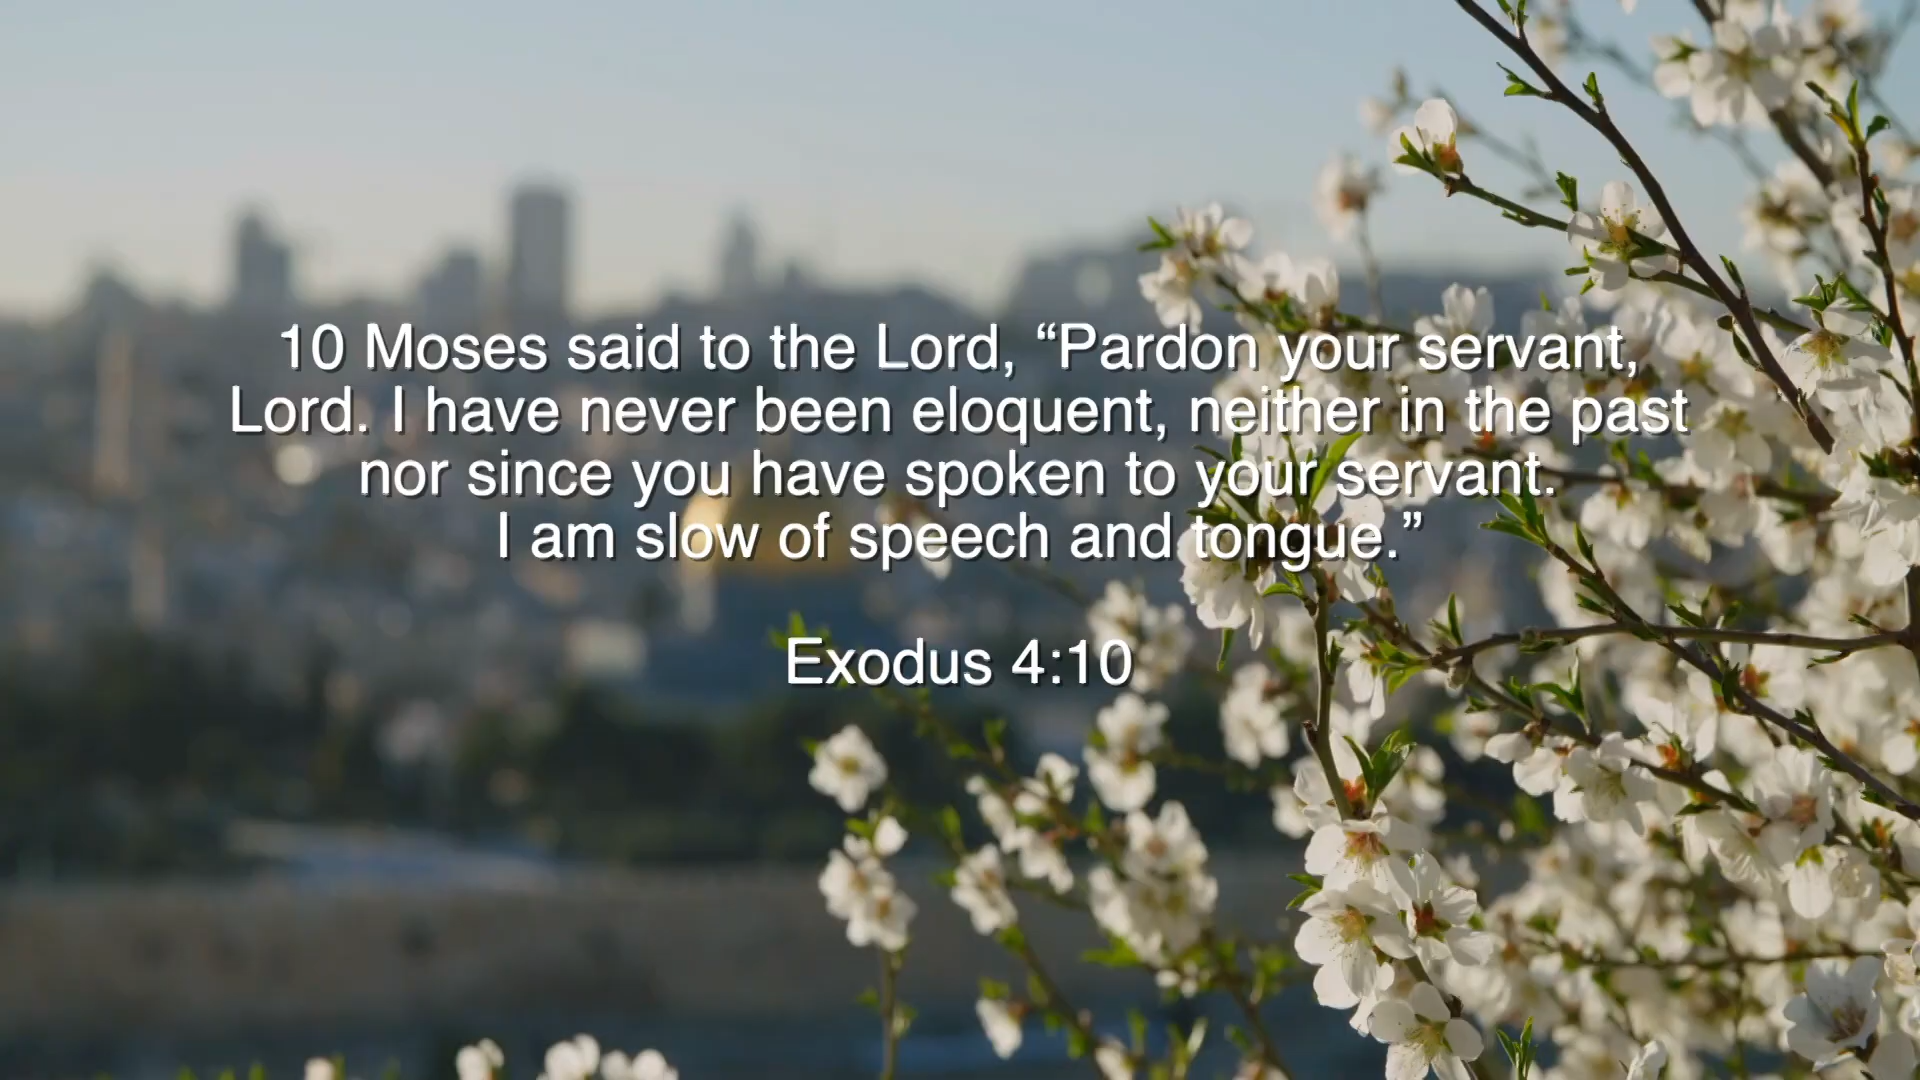 10 Moses said to the Lord, “Pardon your servant,
Lord. I have never been eloquent, neither in the past
nor since you have spoken to your servant.
I am slow of speech and tongue.”
Exodus 4:10